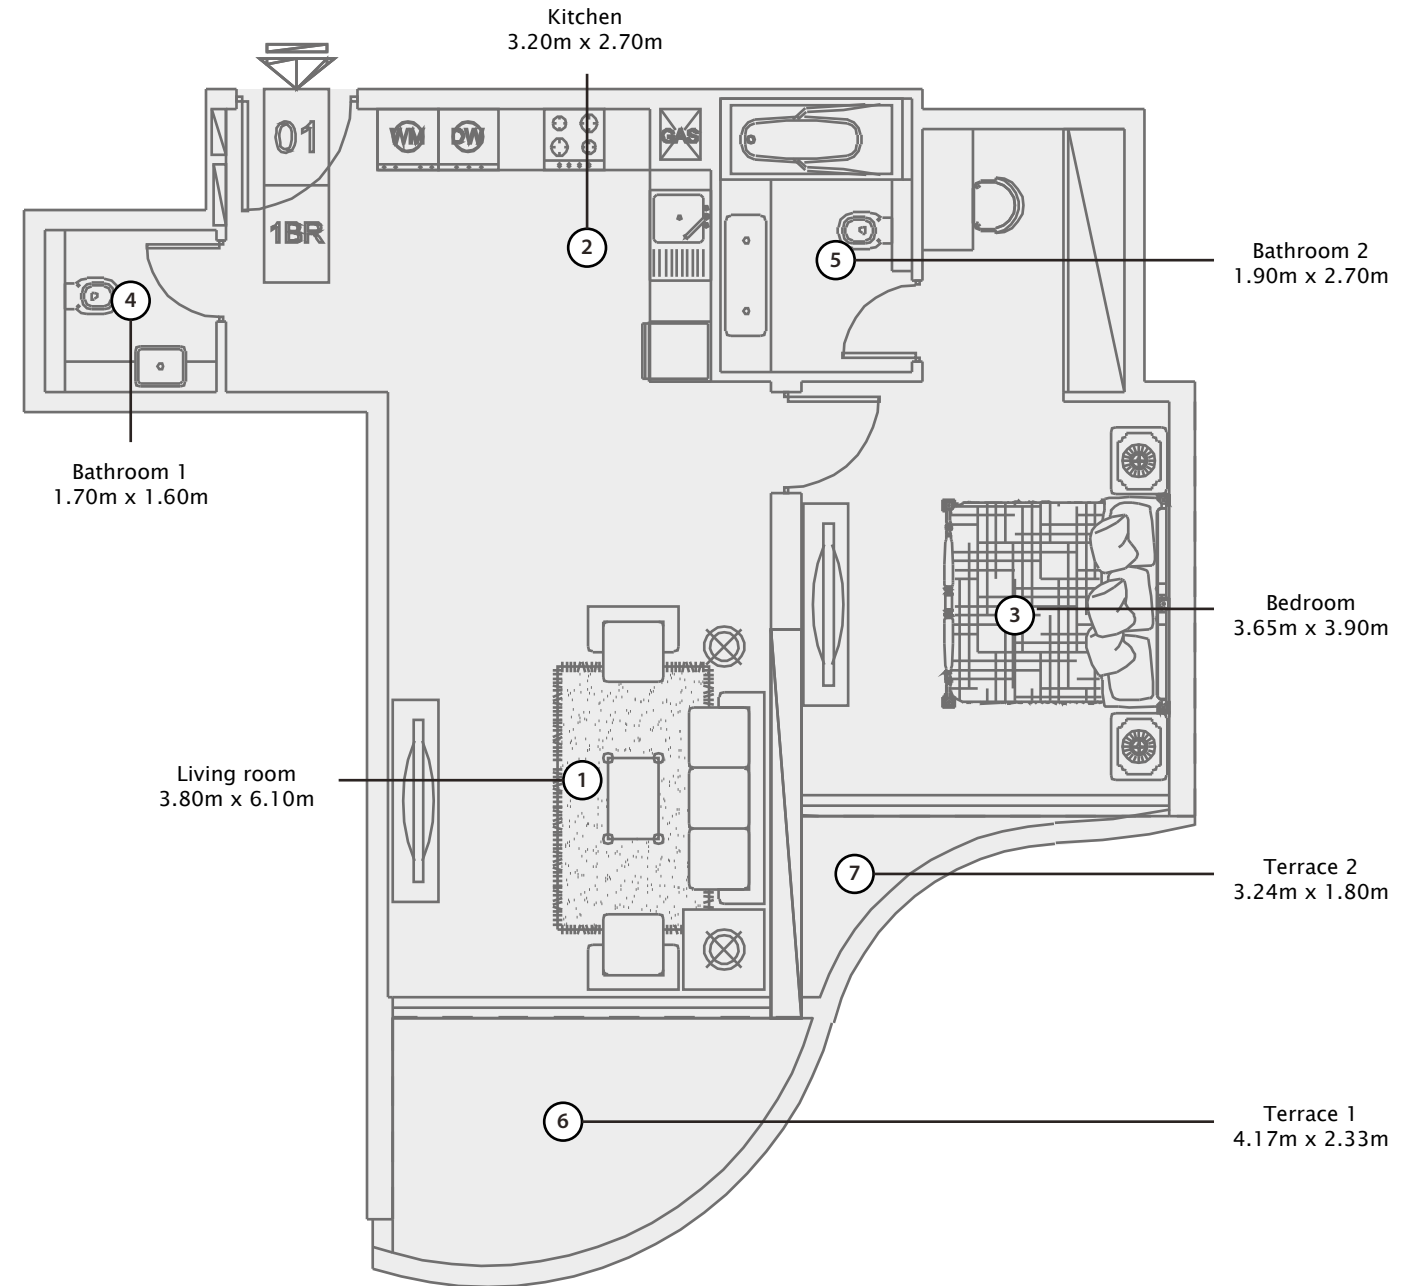 Kitchen
3.20m x 2.70m
01
WM
DW
GAS
1BR
2
5
Bathroom 2
1.90m x 2.70m
4
Bathroom 1
1.70m x 1.60m
3
Bedroom
3.65m x 3.90m
Living room
3.80m x 6.10m
1
7
Terrace 2
3.24m x 1.80m
6
Terrace 1
4.17m x 2.33m